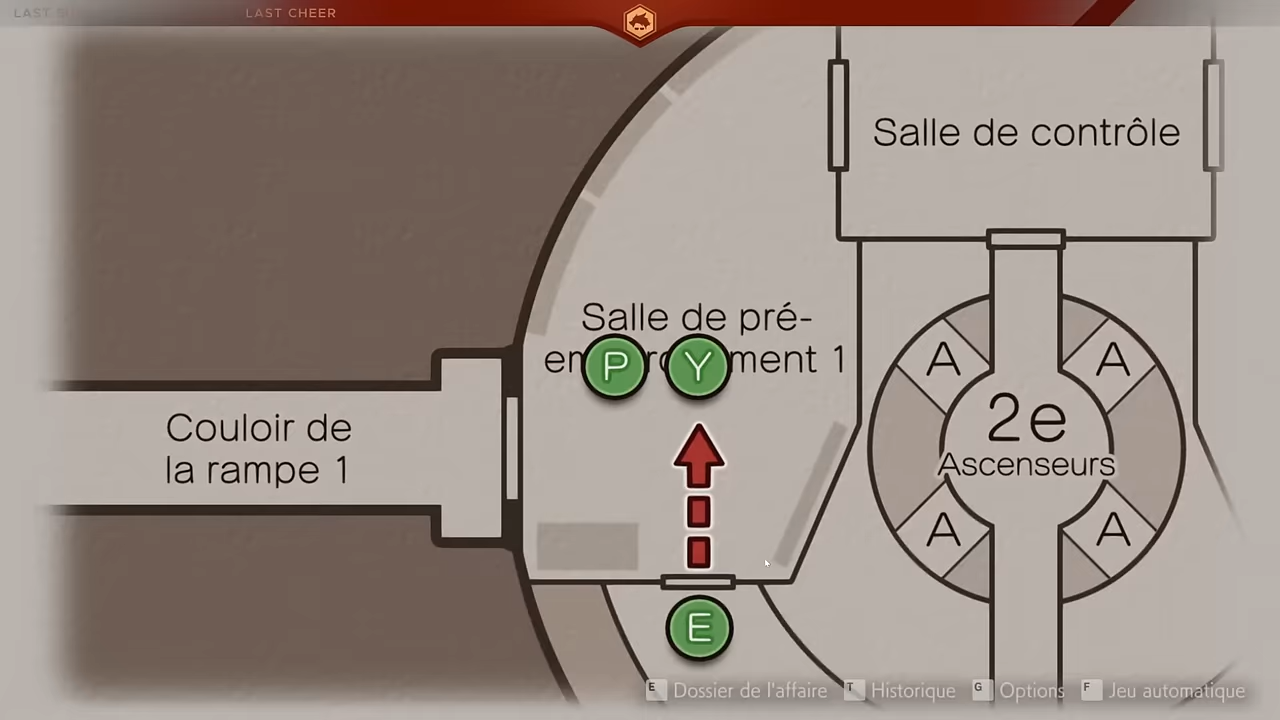 LAST CHEER
Salle de contrôle
Salle de pré-
P
Y
ment 1
Couloir de
la rampe 1
A
A
2e
Ascenseurs
A
A
E
E Dossier de l'affaire
T Historique
G Options
F Jeu automatique